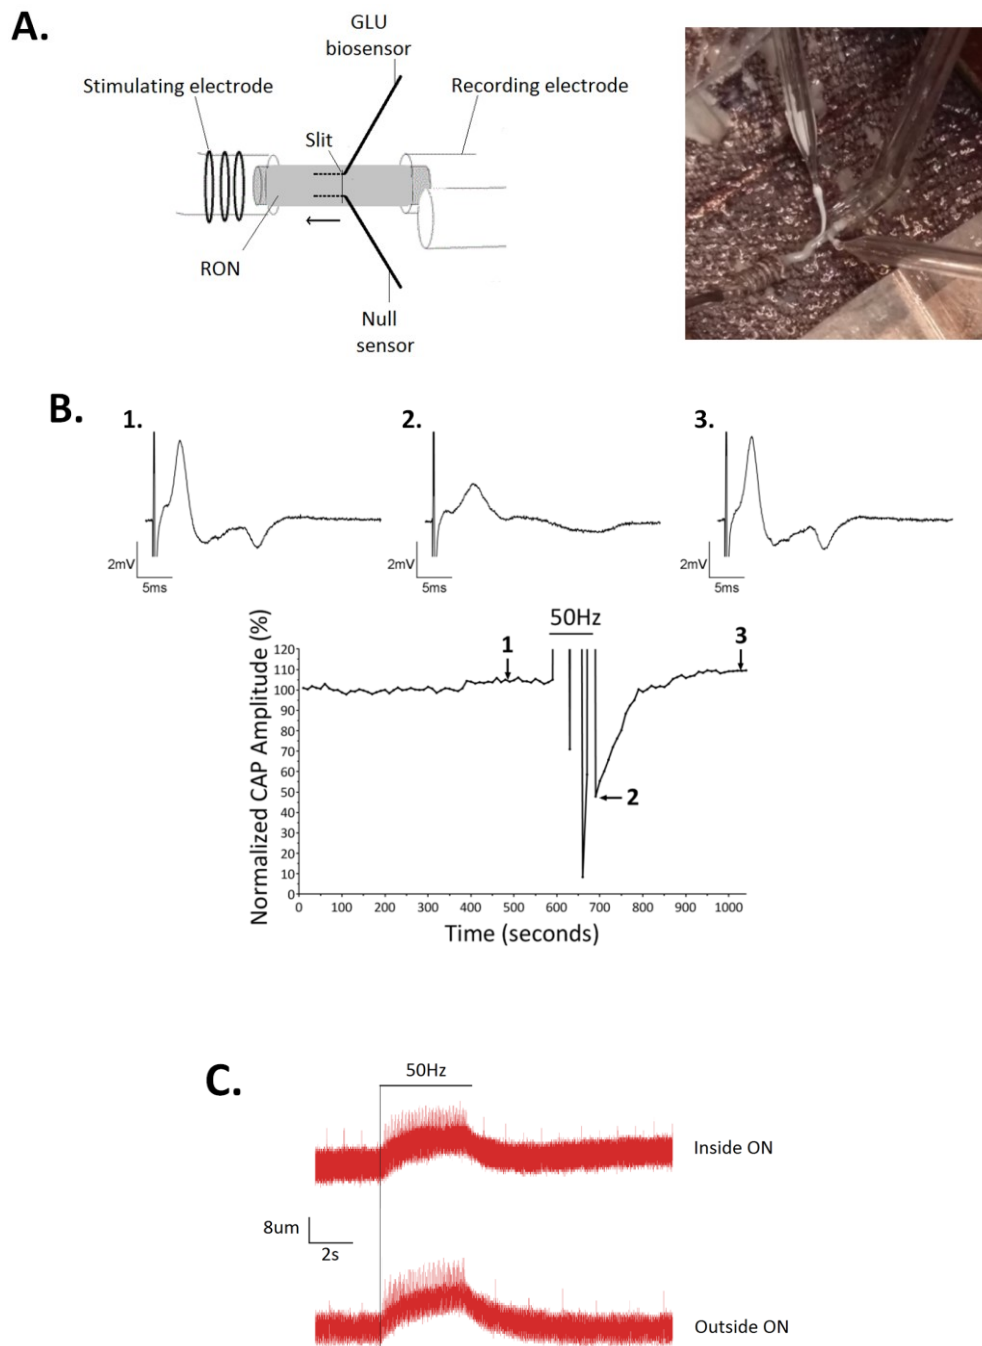 A.
GLU
biosensor
Stimulating electrode
Recording electrode
Slit
RON
Null
sensor
B.
1.
2.
3.
2mV
5ms
2mV
5ms
2mV
5ms
50Hz
Normalized CAP Amplitude (%)
120
110
100
90
80
70
60
50
40
30
20
10
0
1
2
3
0
100
200
300
400
500
600
700
800
900
1000
Time (seconds)
C.
50Hz
Inside ON
8um
2s
Outside ON